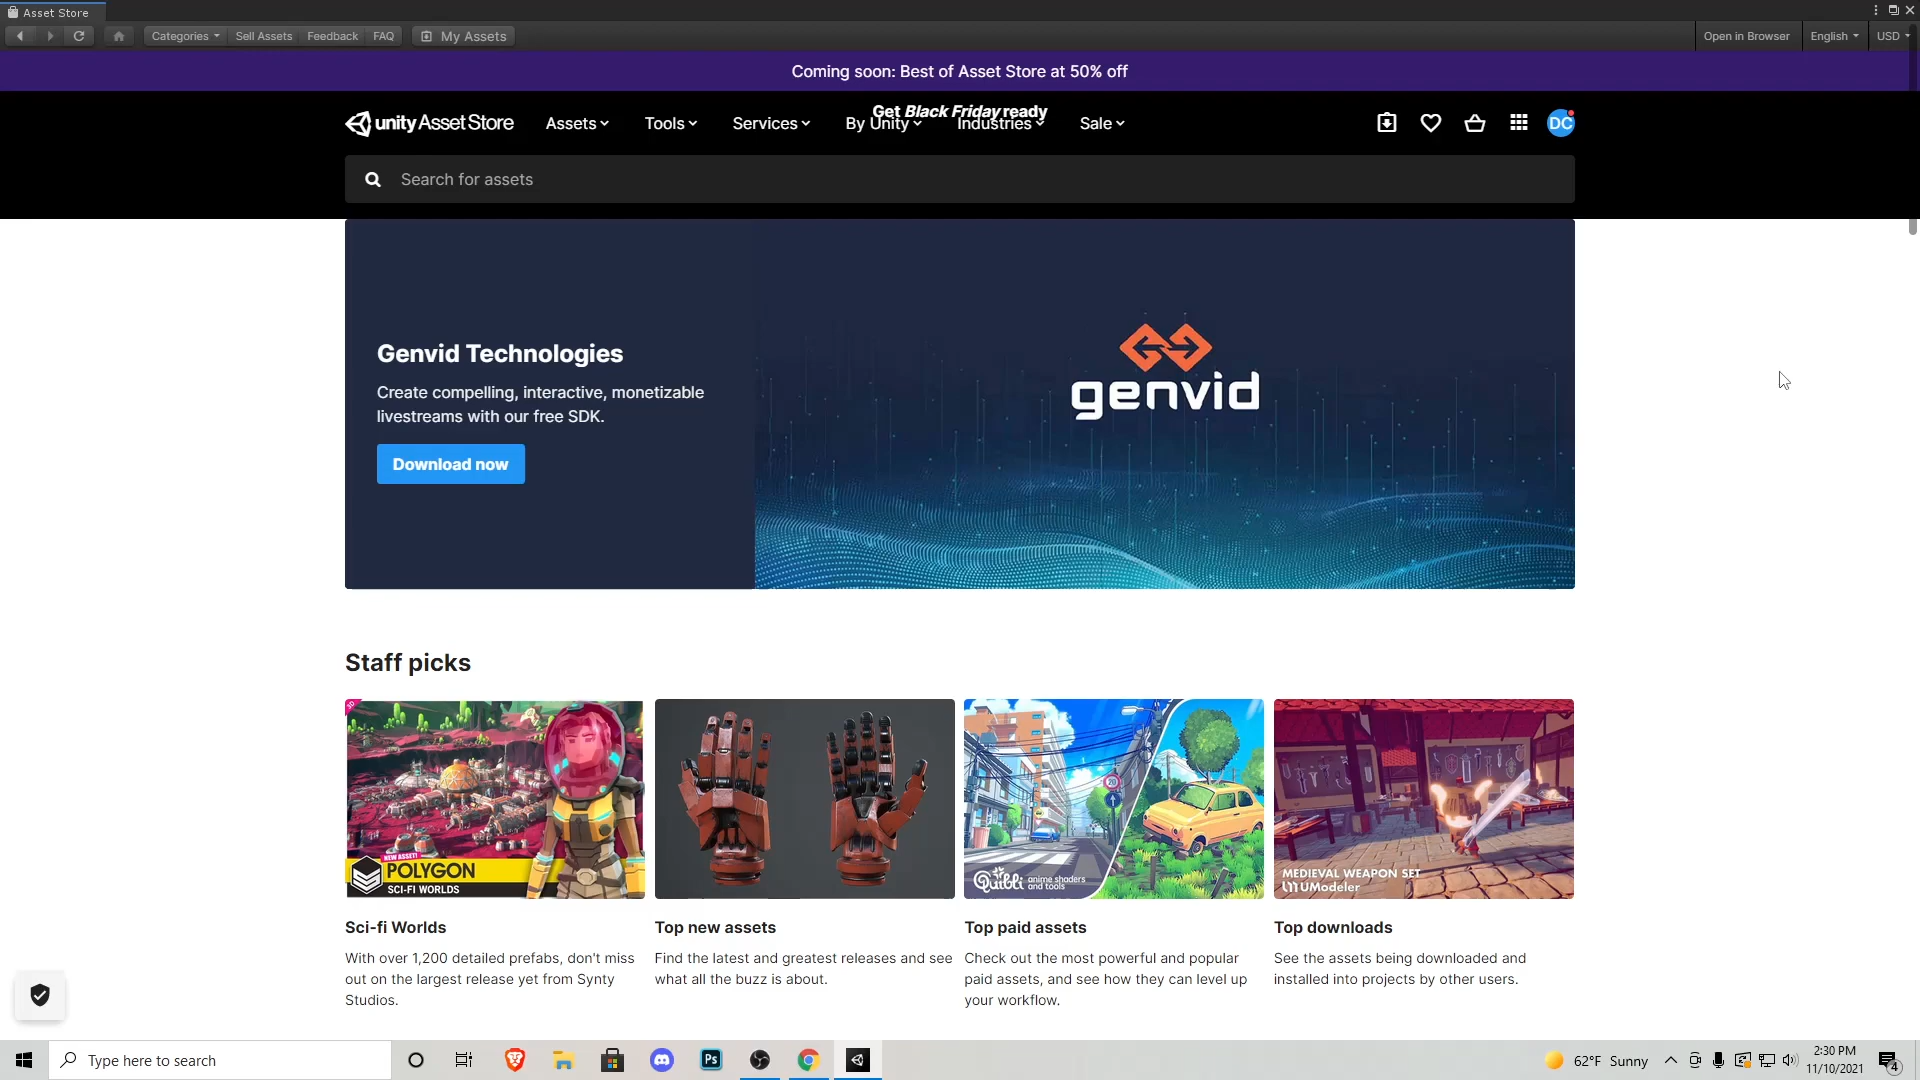 Asset Store
Categories
Sell Assets
Feedback
FAQ
My Assets
Open in Browser
English
USD
Coming soon: Best of Asset Store at 50% off
Get Black Friday ready
unity Asset Store
Assets
Tools
Services
By Unity
Industries
Sale
DC
Search for assets
Genvid Technologies
Create compelling, interactive, monetizable
livestreams with our free SDK.
Download now
genvid
Staff picks
3D
NEW ASSET!
POLYGON
SCI-FI WORLDS
Quibli anime shaders
and tools
20
MEDIEVAL WEAPON SET
UModeler
Sci-fi Worlds
With over 1,200 detailed prefabs, don't miss
out on the largest release yet from Synty
Studios.
Top new assets
Find the latest and greatest releases and see
what all the buzz is about.
Top paid assets
Check out the most powerful and popular
paid assets, and see how they can level up
your workflow.
Top downloads
See the assets being downloaded and
installed into projects by other users.
Type here to search
Ps
62°F Sunny
2:30 PM
11/10/2021
4